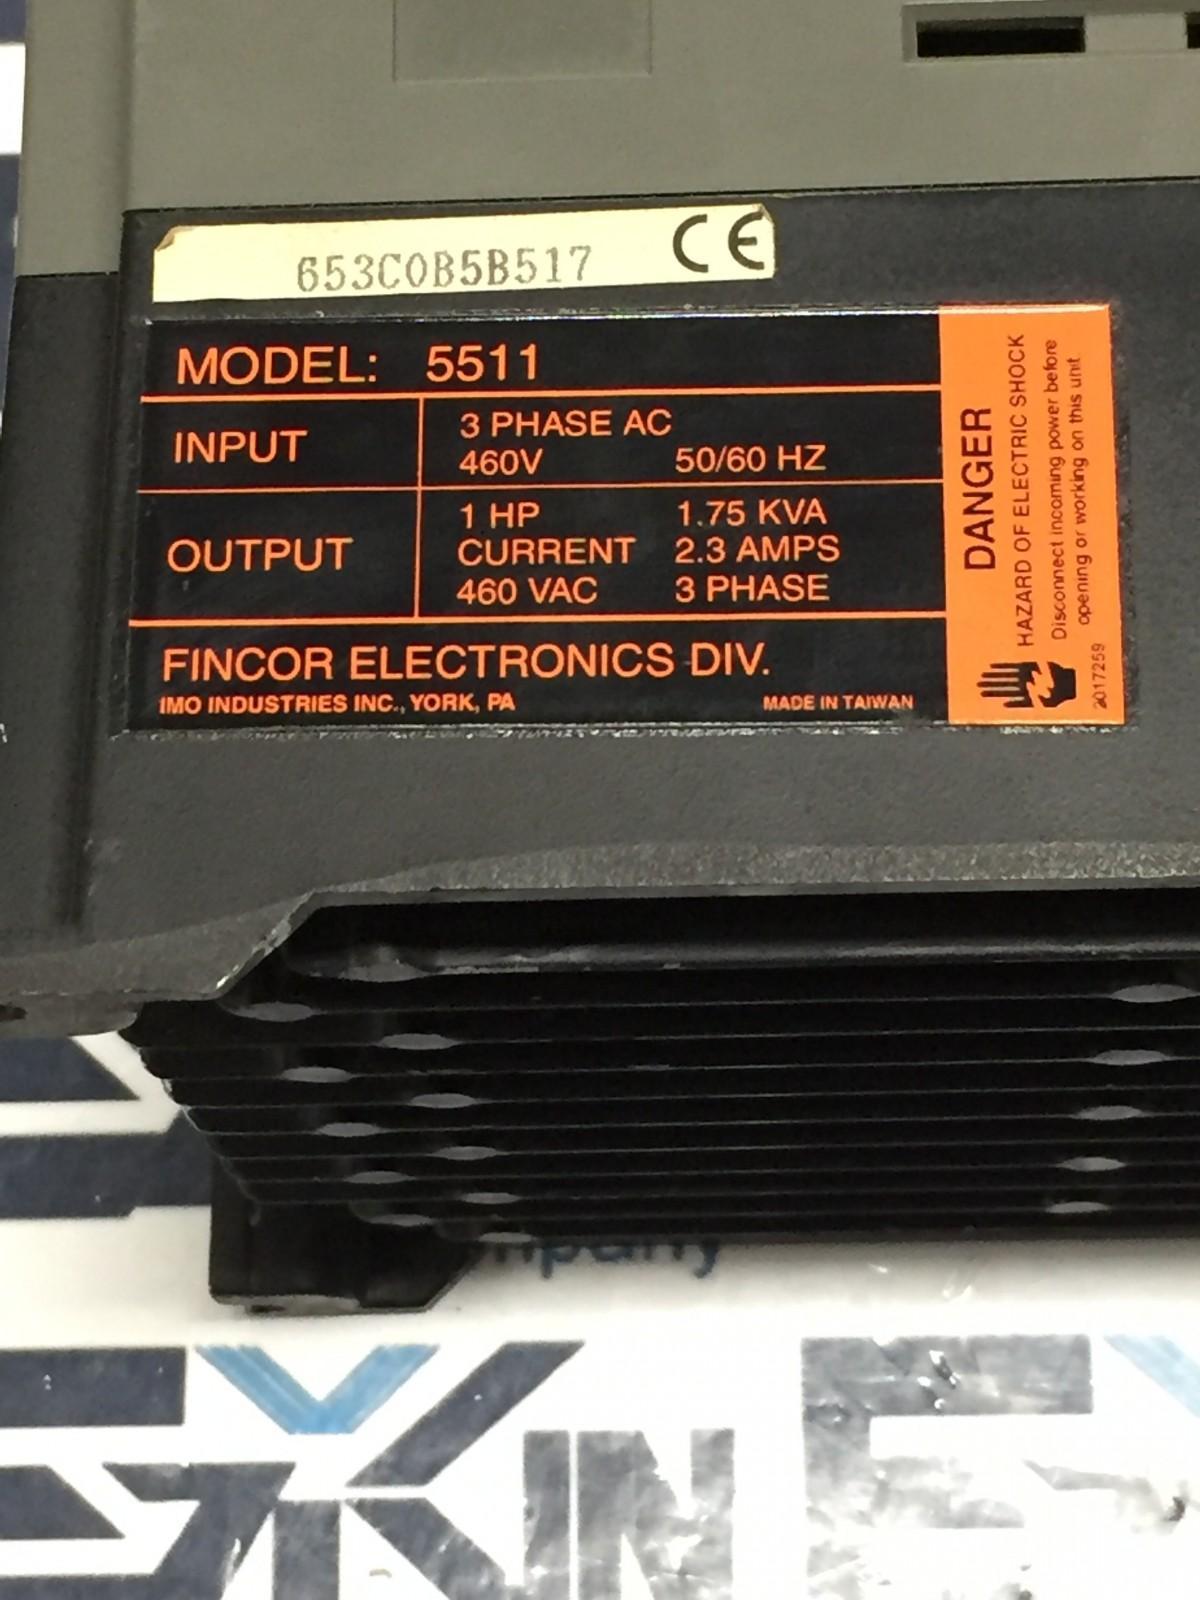 653C0B5B517 CE
MODEL: 5511
INPUT
3 PHASE AC
460V 50/60 HZ
OUTPUT
1 HP 1.75 KVA
CURRENT 2.3 AMPS
460 VAC 3 PHASE
FINCOR ELECTRONICS DIV.
IMO INDUSTRIES INC., YORK, PA MADE IN TAIWAN
DANGER
HAZARD OF ELECTRIC SHOCK
Disconnect incoming power before
opening or working on this unit
2017259